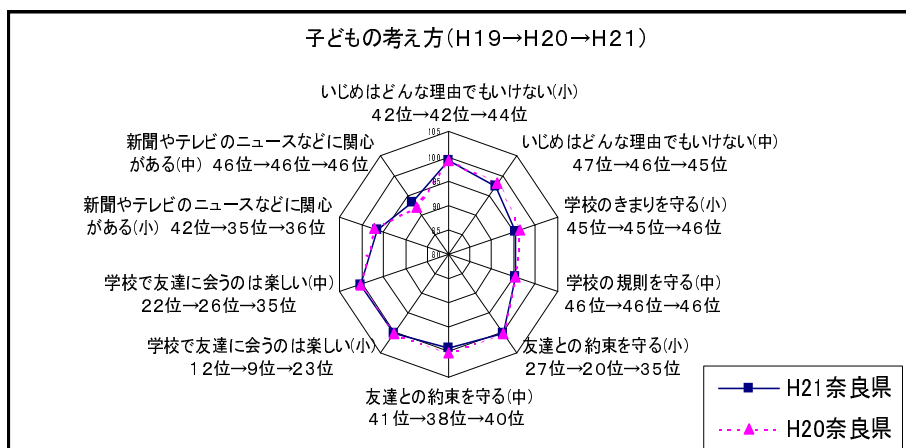 子どもの考え方(H19→H20→H21)
いじめはどんな理由でもいけない(小)
42位→42位→44位
いじめはどんな理由でもいけない(中)
47位→46位→45位
学校のきまりを守る(小)
45位→45位→46位
学校の規則を守る(中)
46位→46位→46位
友達との約束を守る(小)
27位→20位→35位
友達との約束を守る(中)
41位→38位→40位
学校で友達に会うのは楽しい(小)
12位→9位→23位
学校で友達に会うのは楽しい(中)
22位→26位→35位
新聞やテレビのニュースなどに関心
がある(小) 42位→35位→36位
新聞やテレビのニュースなどに関心
がある(中) 46位→46位→46位
105
100
95
90
85
80
H21奈良県
H20奈良県